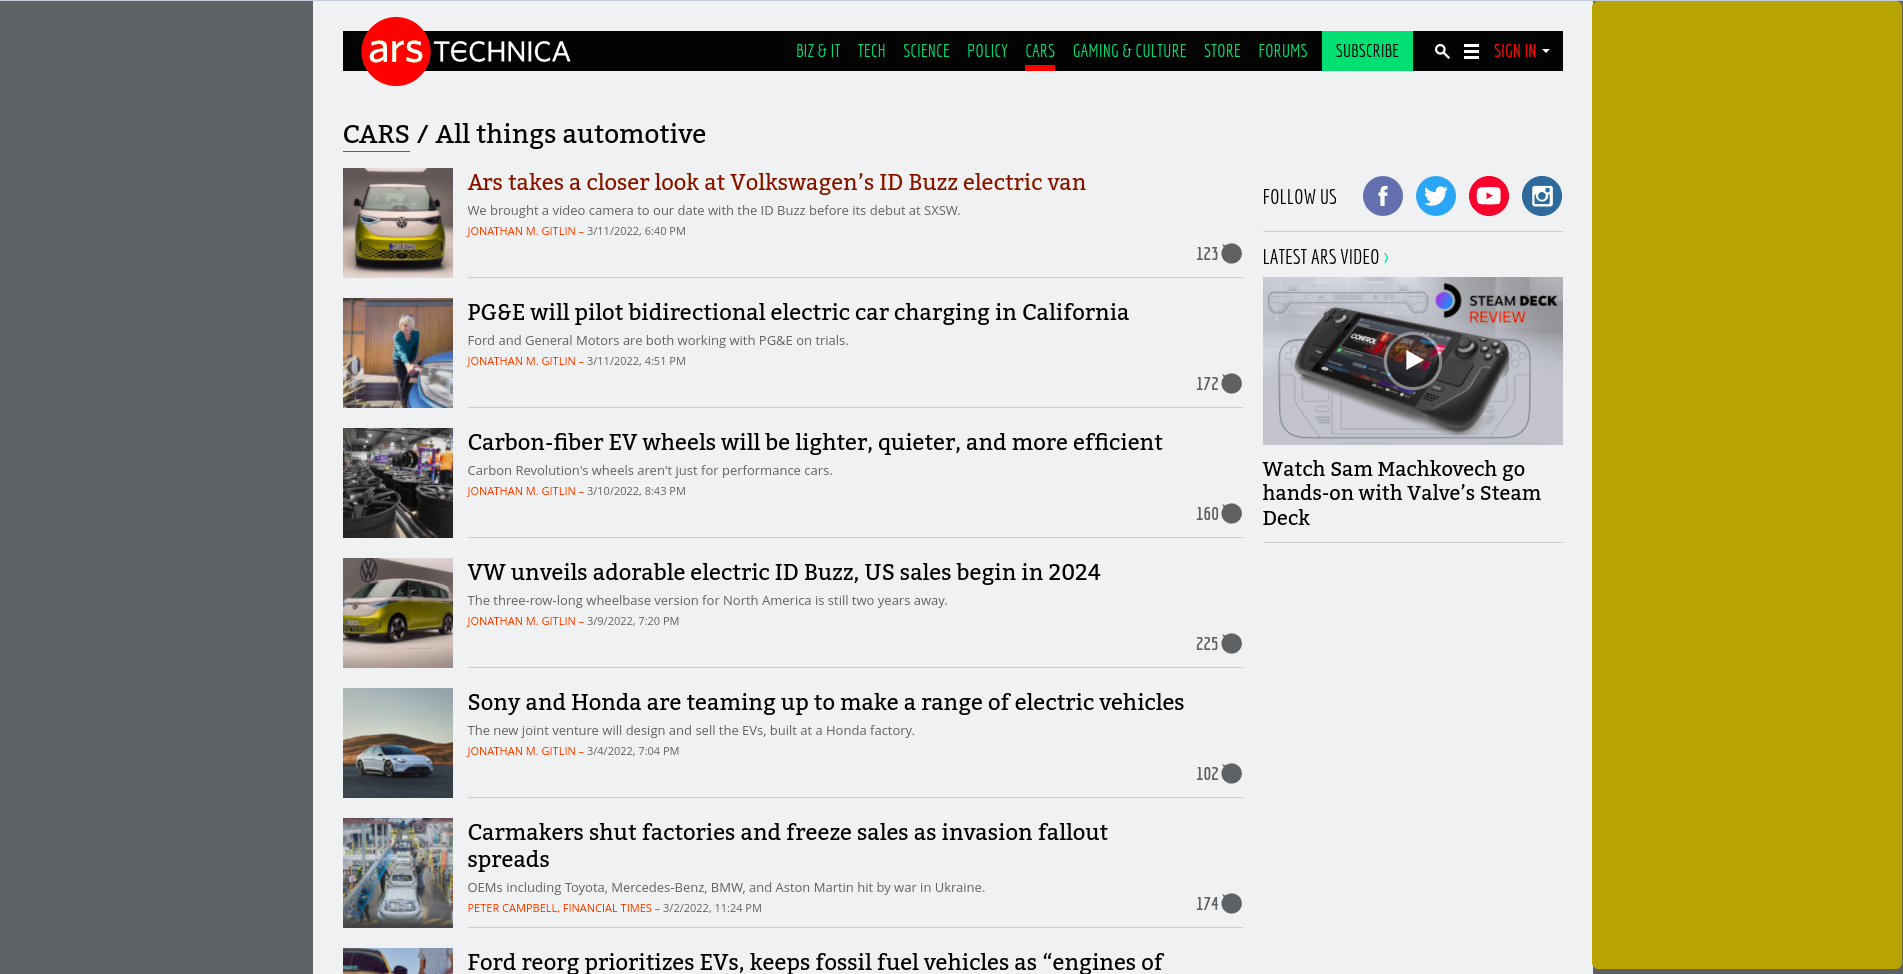 ars TECHNICA
BIZ & IT TECH SCIENCE POLICY CARS GAMING & CULTURE STORE FORUMS SUBSCRIBE SIGN IN
CARS / All things automotive
Ars takes a closer look at Volkswagen’s ID Buzz electric van
We brought a video camera to our date with the ID Buzz before its debut at SXSW.
JONATHAN M. GITLIN – 3/11/2022, 6:40 PM
123
PG&E will pilot bidirectional electric car charging in California
Ford and General Motors are both working with PG&E on trials.
JONATHAN M. GITLIN – 3/11/2022, 4:51 PM
172
Carbon-fiber EV wheels will be lighter, quieter, and more efficient
Carbon Revolution's wheels aren't just for performance cars.
JONATHAN M. GITLIN – 3/10/2022, 8:43 PM
160
VW unveils adorable electric ID Buzz, US sales begin in 2024
The three-row-long wheelbase version for North America is still two years away.
JONATHAN M. GITLIN – 3/9/2022, 7:20 PM
225
Sony and Honda are teaming up to make a range of electric vehicles
The new joint venture will design and sell the EVs, built at a Honda factory.
JONATHAN M. GITLIN – 3/4/2022, 7:04 PM
102
Carmakers shut factories and freeze sales as invasion fallout
spreads
OEMs including Toyota, Mercedes-Benz, BMW, and Aston Martin hit by war in Ukraine.
PETER CAMPBELL, FINANCIAL TIMES – 3/2/2022, 11:24 PM
174
Ford reorg prioritizes EVs, keeps fossil fuel vehicles as “engines of
FOLLOW US
LATEST ARS VIDEO ›
STEAM DECK
REVIEW
CONTROL
Watch Sam Machkovech go
hands-on with Valve’s Steam
Deck